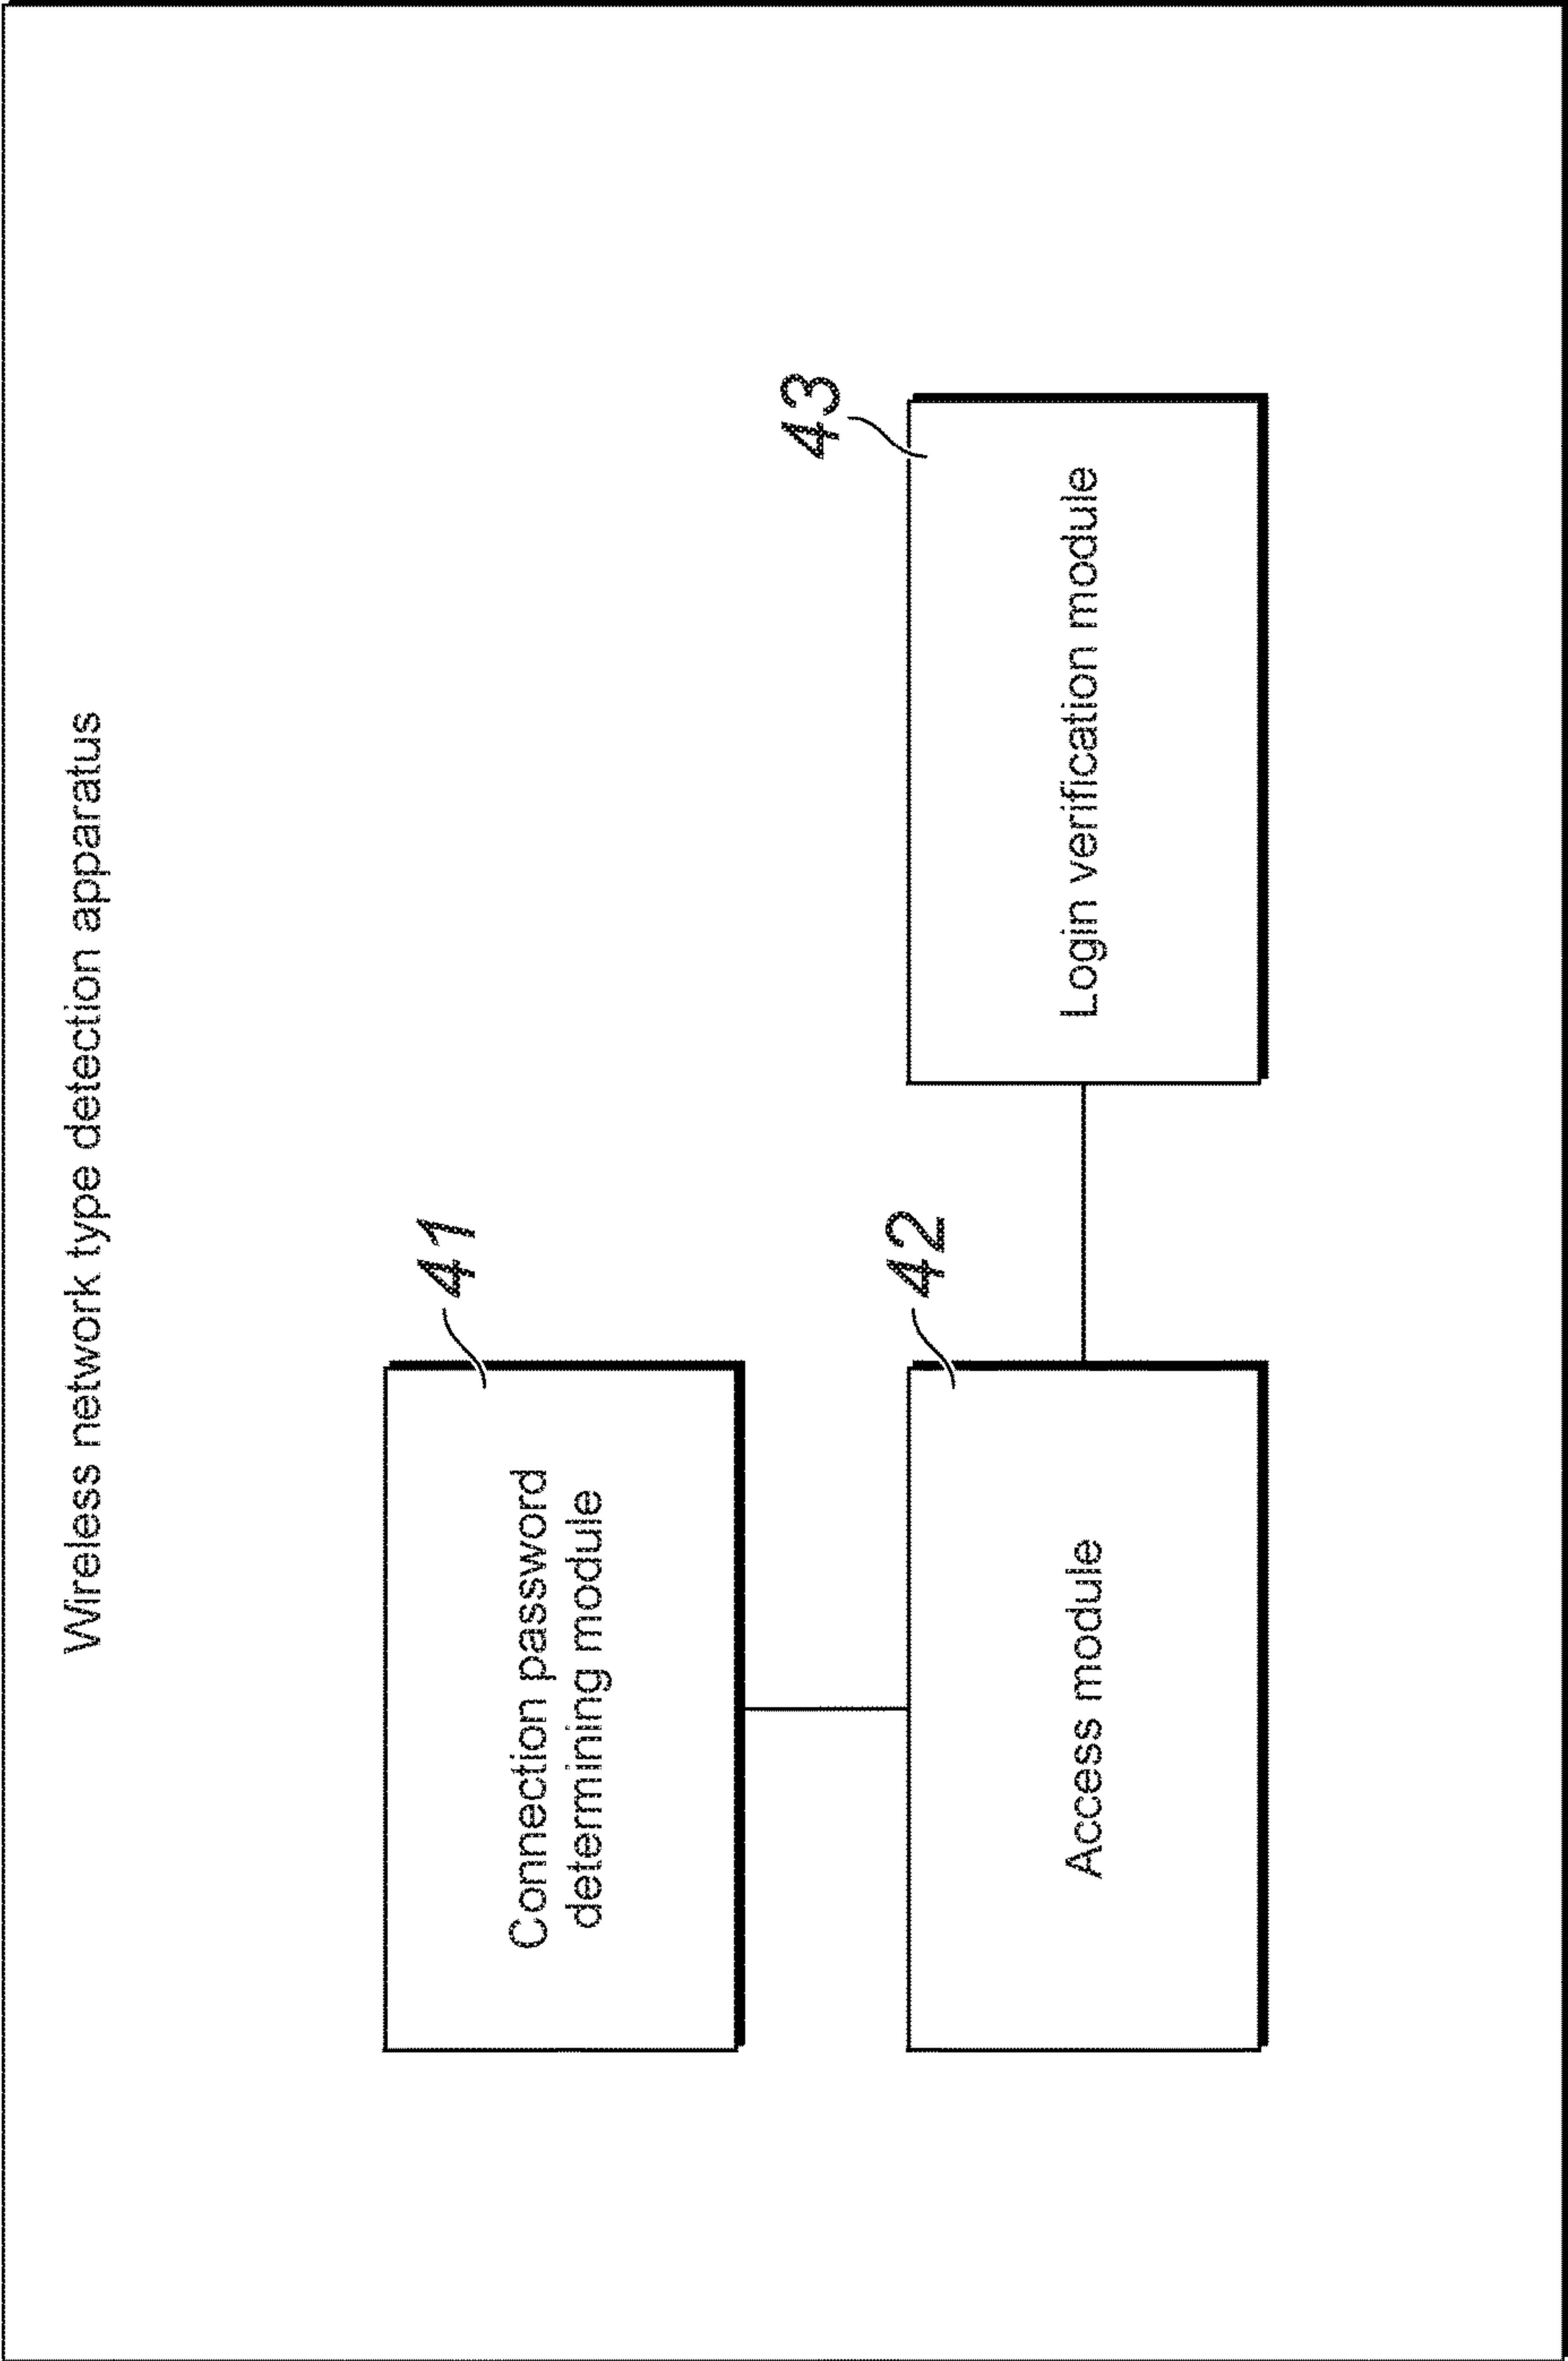 Wireless network type detection apparatus
41
Connection password
determining module
42
Access module
43
Login verification module